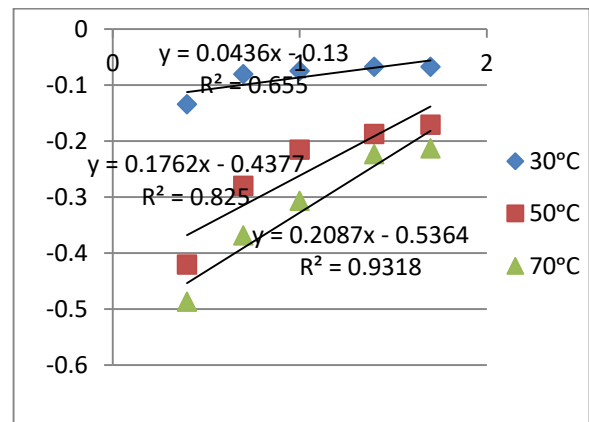 0
0 1 2
y = 0.0436x - 0.13
R² = 0.655
-0.1
-0.2
y = 0.1762x - 0.4377
R² = 0.825
-0.3
y = 0.2087x - 0.5364
R² = 0.9318
-0.4
-0.5
-0.6
30°C
50°C
70°C